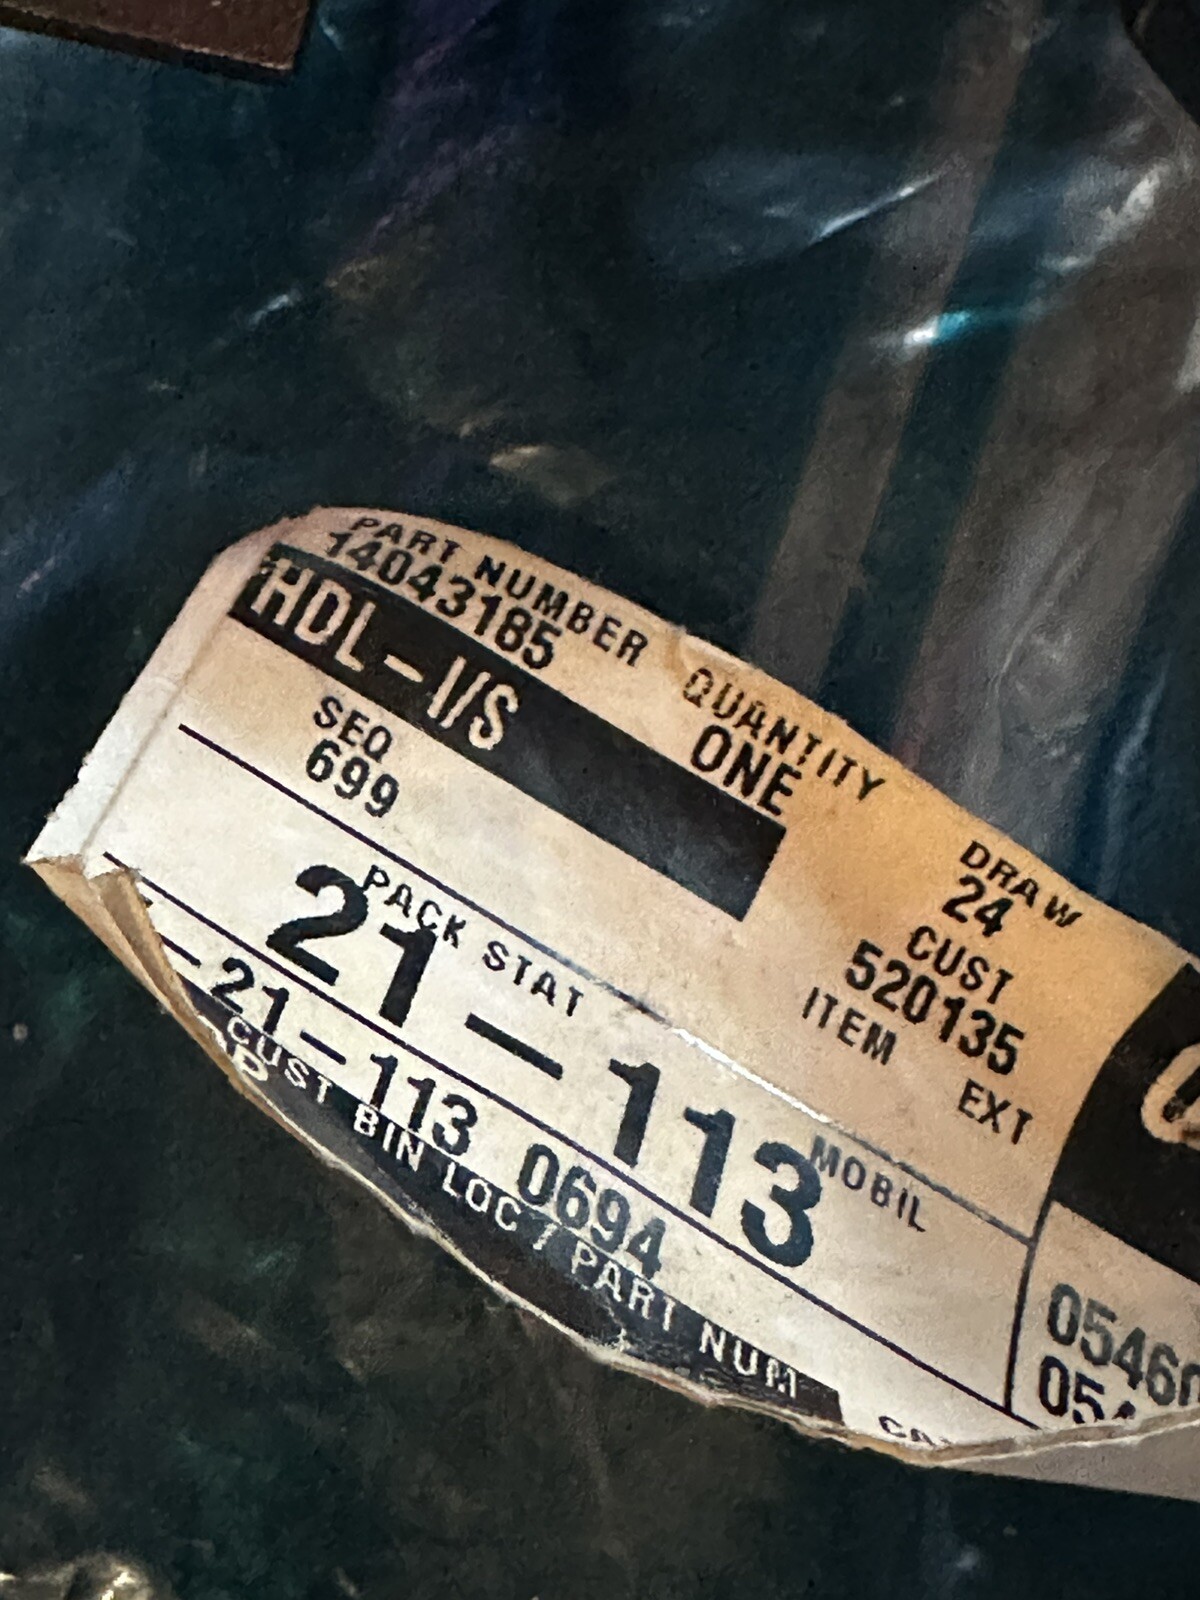 PART NUMBER
14043185
HDL-I/S
QUANTITY
ONE
SEQ
699
DRAW
24
CUST
520135
ITEM
EXT
PACK STAT
21-113
MOBIL
-21-113 0694
CUST BIN LOC / PART NUM
0546